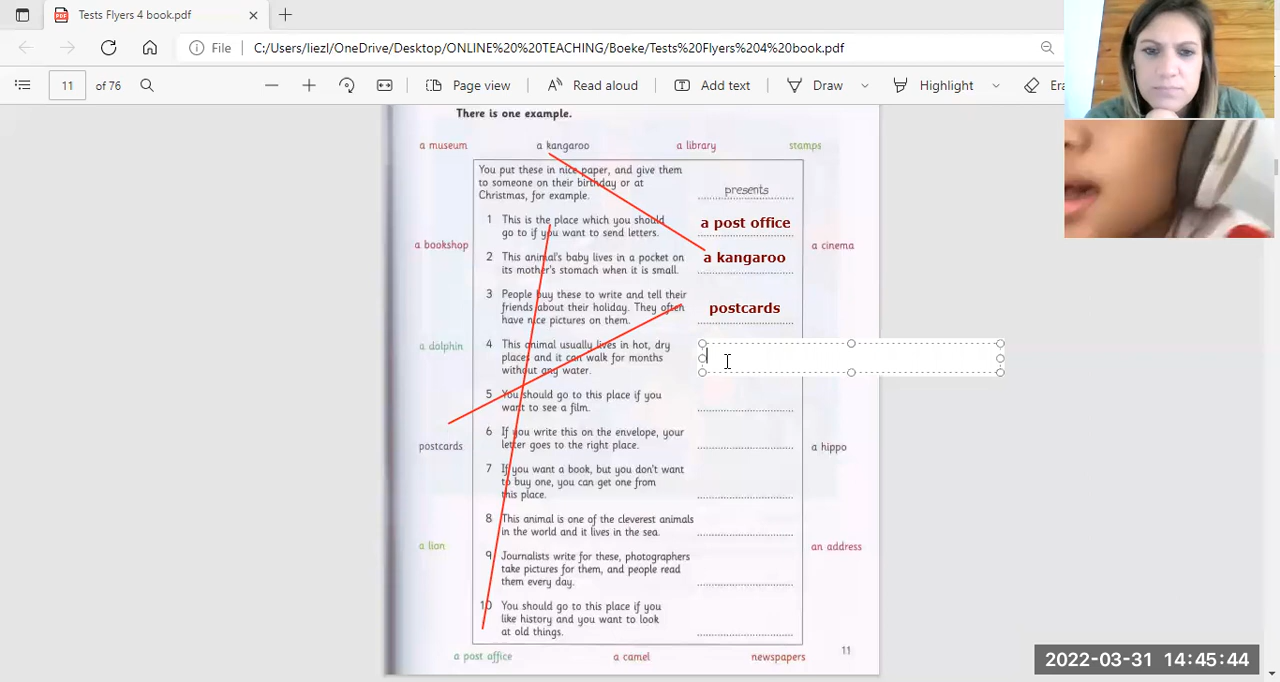 Tests Flyers 4 book.pdf
File C:/Users/liezl/OneDrive/Desktop/ONLINE%20%20TEACHING/Boeke/Tests%20Flyers%204%20book.pdf
11 of 76 Page view Read aloud Add text Draw Highlight
There is one example.
a museum a kangaroo a library stamps
You put these in nice paper, and give them
to someone on their birthday or at
Christmas, for example.
presents
1 This is the place which you should
go to if you want to send letters.
a post office
a bookshop
a cinema
2 This animal's baby lives in a pocket on
its mother's stomach when it is small.
a kangaroo
3 People buy these to write and tell their
friends about their holiday. They often
have nice pictures on them.
postcards
a dolphin
4 This animal usually lives in hot, dry
places and it can walk for months
without any water.
5 You should go to this place if you
want to see a film.
6 If you write this on the envelope, your
letter goes to the right place.
postcards
a hippo
7 If you want a book, but you don't want
to buy one, you can get one from
this place.
8 This animal is one of the cleverest animals
in the world and it lives in the sea.
a lion
an address
9 Journalists write for these, photographers
take pictures for them, and people read
them every day.
10 You should go to this place if you
like history and you want to look
at old things.
11
a post office a camel newspapers
2022-03-31 14:45:44